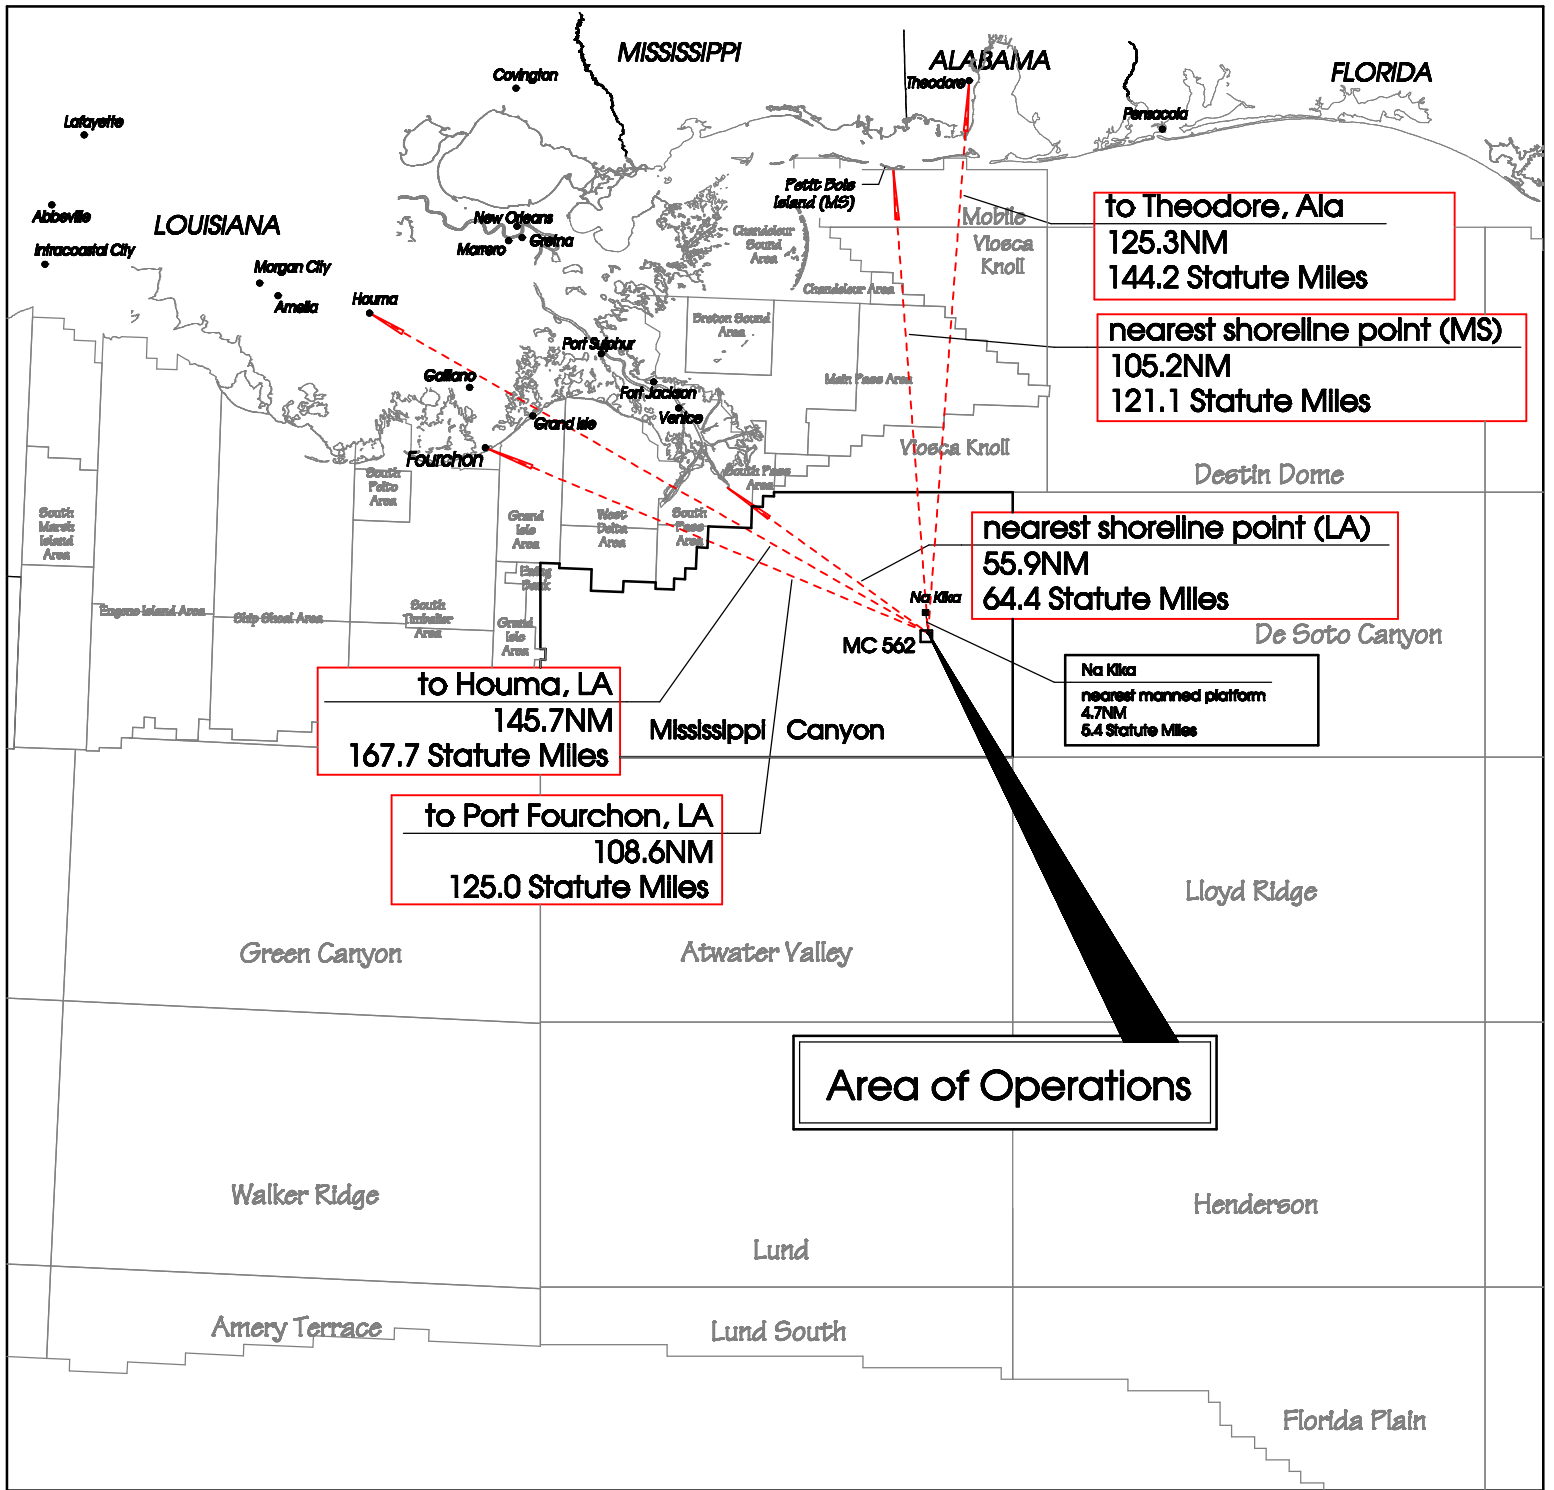 MISSISSIPPI
ALABAMA
FLORIDA
Covington
Theodore
Lafayette
Pensacola
Petit Bois
Island (MS)
Abbeville
LOUISIANA
New Orleans
Marrero
Gretna
Intracoastal City
Morgan City
Amelia
Houma
Chandeleur
Sound
Area
Mobile
Viosca
Knoll
to Theodore, Ala
125.3NM
144.2 Statute Miles
Chandeleur Area
Breton Sound
Area
nearest shoreline point (MS)
105.2NM
121.1 Statute Miles
Port Sulphur
Galliano
Fort Jackson
Venice
Grand Isle
Main Pass Area
Fourchon
Viosca Knoll
Destin Dome
South Pass
Area
South
Pelto
Area
South
Marsh
Island
Area
Grand
Isle
Area
West
Delta
Area
South
Pass
Area
nearest shoreline point (LA)
55.9NM
64.4 Statute Miles
Ewing
Bank
Eugene Island Area
Ship Shoal Area
South
Timbalier
Area
Grand
Isle
Area
Na Kika
MC 562
De Soto Canyon
Na Kika
nearest manned platform
4.7NM
5.4 Statute Miles
to Houma, LA
145.7NM
167.7 Statute Miles
Mississippi Canyon
to Port Fourchon, LA
108.6NM
125.0 Statute Miles
Lloyd Ridge
Green Canyon
Atwater Valley
Area of Operations
Walker Ridge
Henderson
Lund
Amery Terrace
Lund South
Florida Plain